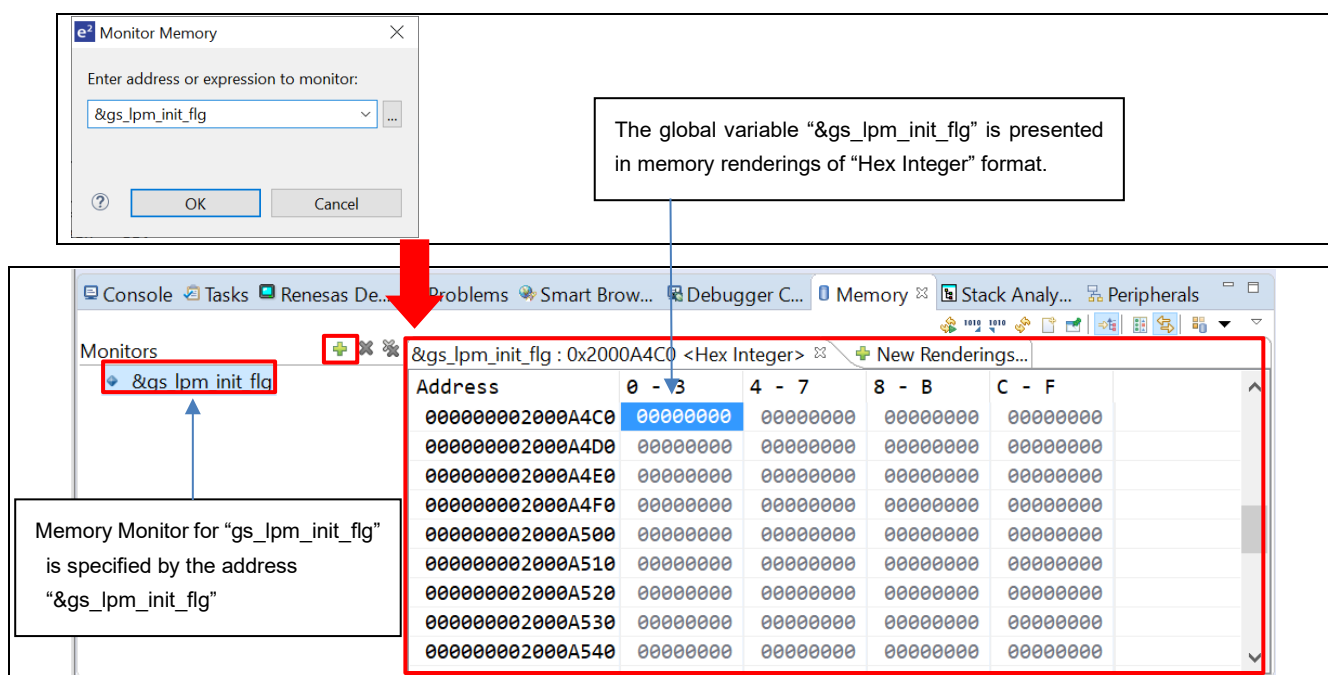 e² Monitor Memory
Enter address or expression to monitor:
&gs_lpm_init_flg
...
OK
Cancel
The global variable “&gs_lpm_init_flg” is presented
in memory renderings of “Hex Integer” format.
Console Tasks Renesas De... Problems Smart Brow... Debugger C... Memory Stack Analy... Peripherals
Monitors
&gs_lpm_init_flg
&gs_lpm_init_flg : 0x2000A4C0 <Hex Integer> New Renderings...
Address 0 - 3 4 - 7 8 - B C - F
000000002000A4C0 00000000 00000000 00000000 00000000
000000002000A4D0 00000000 00000000 00000000 00000000
000000002000A4E0 00000000 00000000 00000000 00000000
000000002000A4F0 00000000 00000000 00000000 00000000
000000002000A500 00000000 00000000 00000000 00000000
000000002000A510 00000000 00000000 00000000 00000000
000000002000A520 00000000 00000000 00000000 00000000
000000002000A530 00000000 00000000 00000000 00000000
000000002000A540 00000000 00000000 00000000 00000000
Memory Monitor for “gs_lpm_init_flg”
is specified by the address
“&gs_lpm_init_flg”